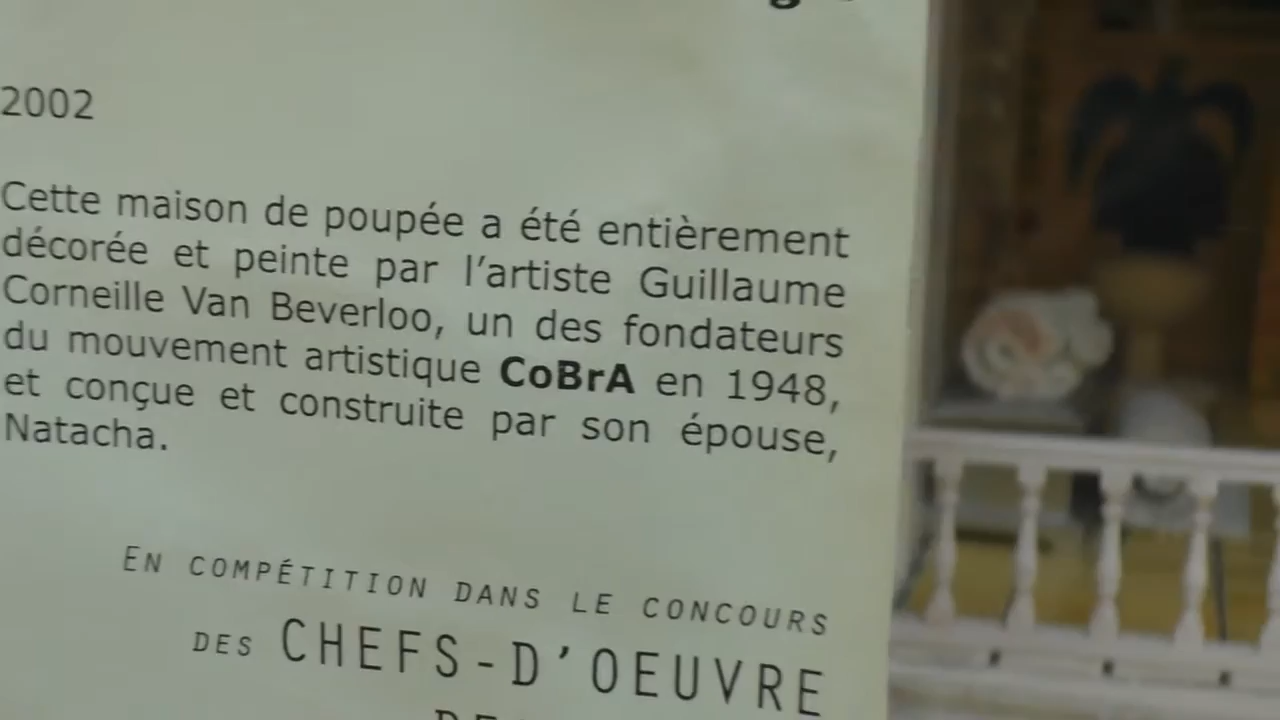 2002
Cette maison de poupée a été entièrement
décorée et peinte par l'artiste Guillaume
Corneille Van Beverloo, un des fondateurs
du mouvement artistique CoBrA en 1948,
et conçue et construite par son épouse,
Natacha.
EN COMPÉTITION DANS LE CONCOURS
DES CHEFS-D'OEUVRE